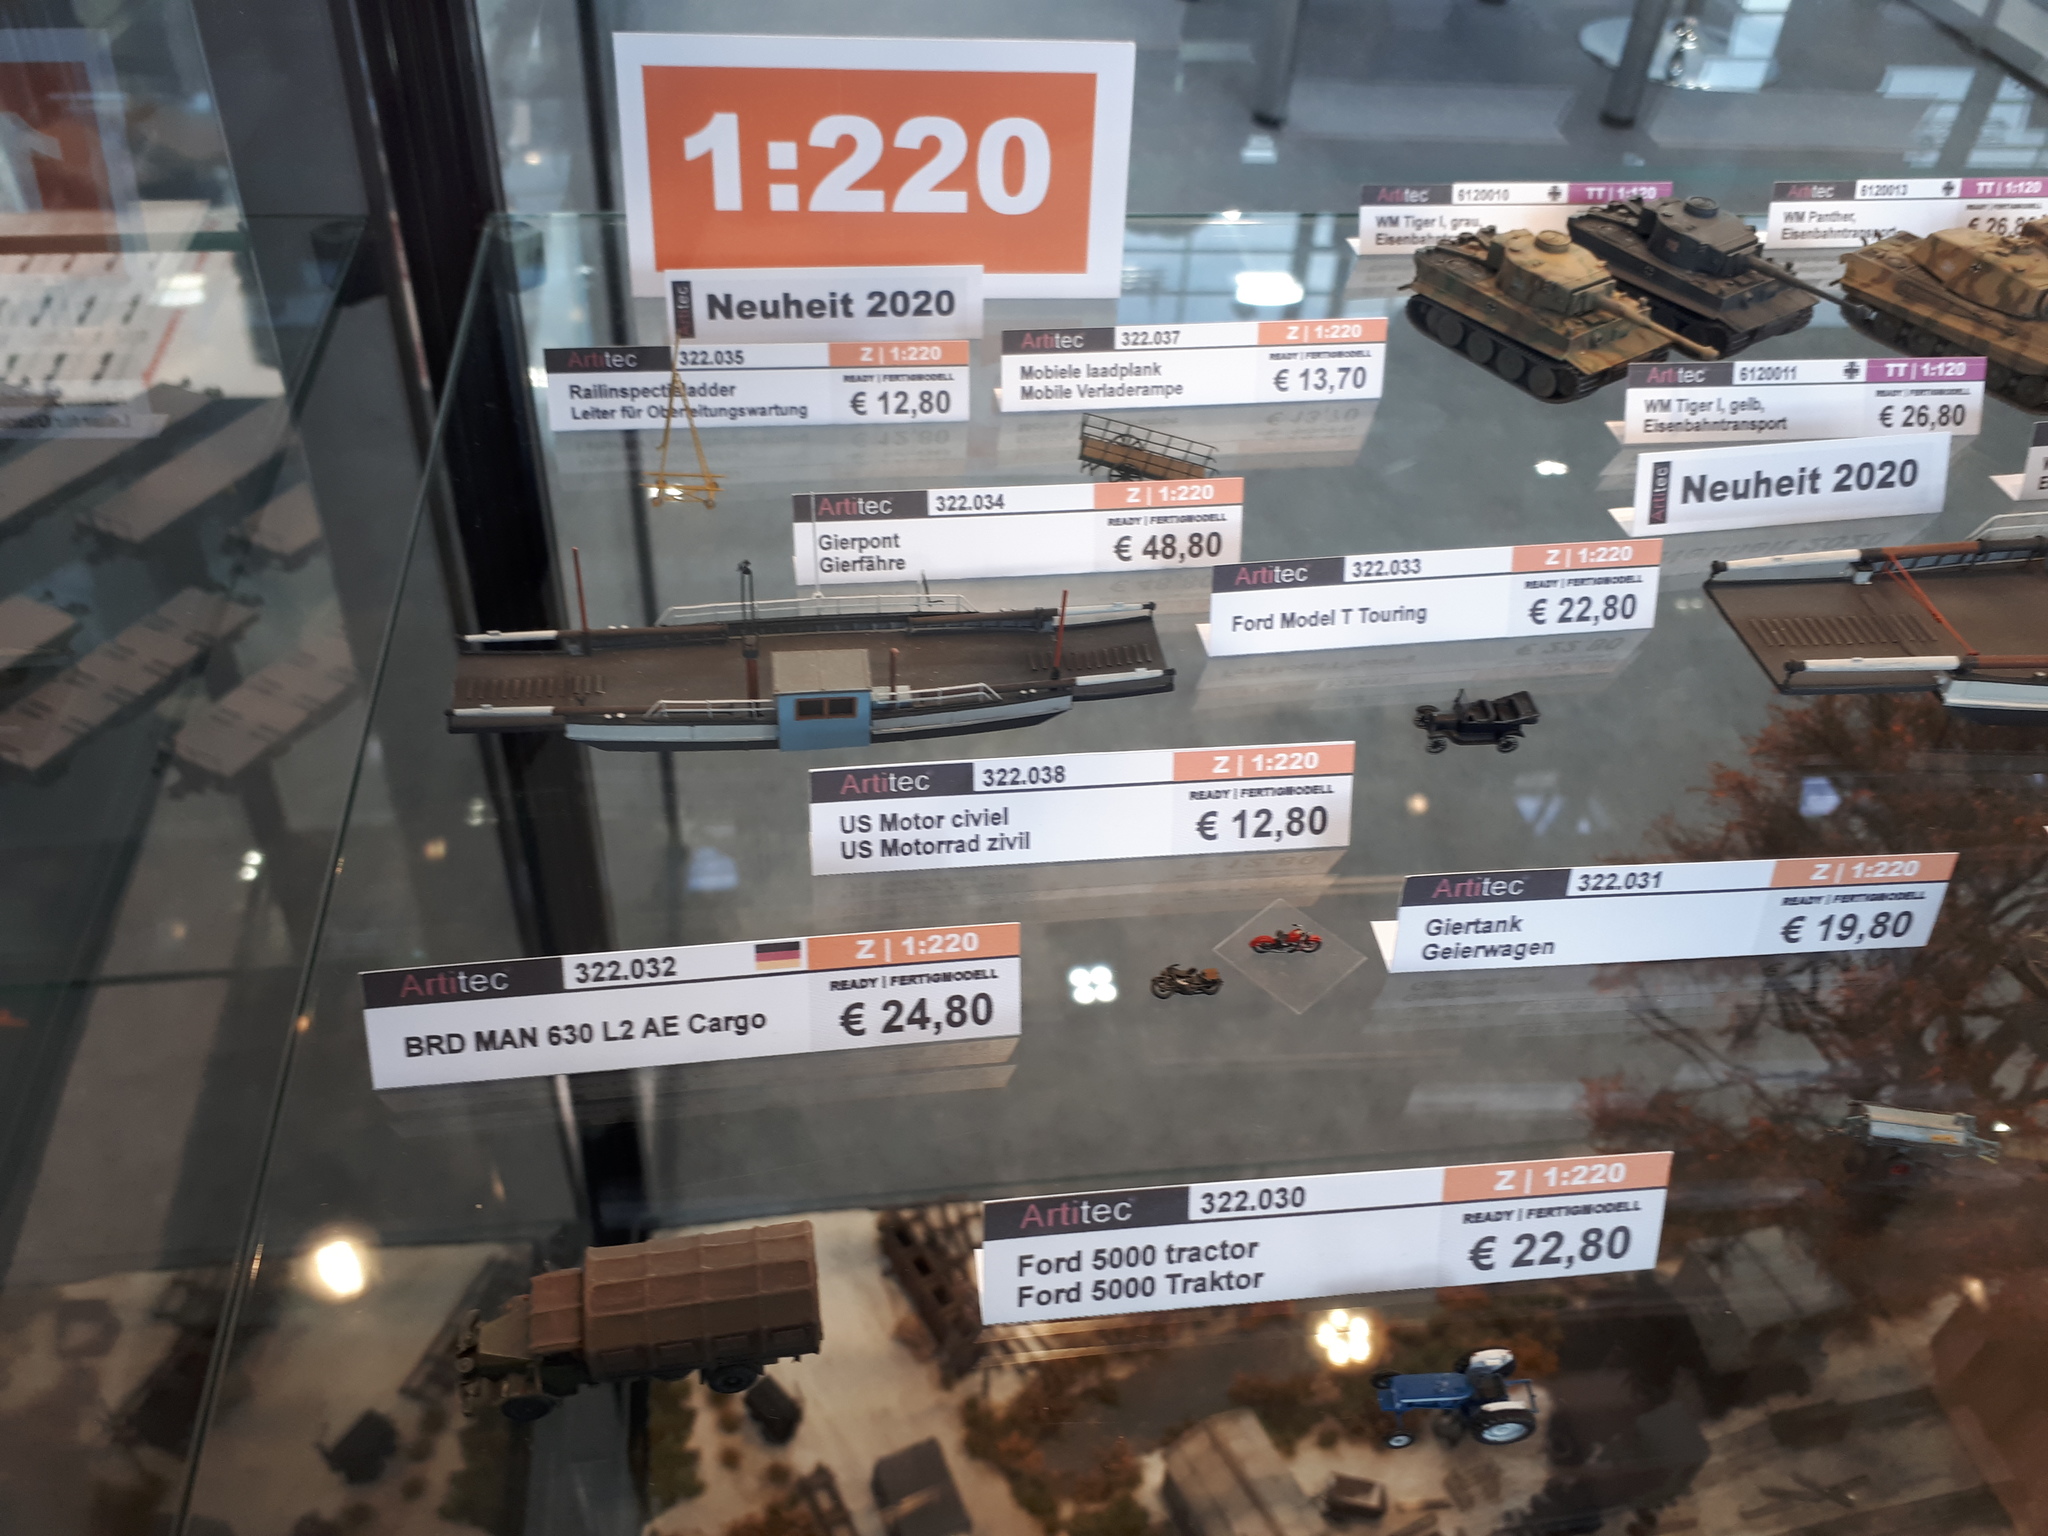 1:220
Artitec
Neuheit 2020
Artitec 6120010 TT | 1:120
WM Tiger I, grau,
Artitec 6120013 TT | 1:120
WM Panther,
Eisenbahntransport
Artitec 322.035 Z | 1:220
READY | FERTIGMODELL
Leiter für Oberleitungswartung
€ 12,80
Artitec 322.037 Z | 1:220
READY | FERTIGMODELL
Mobiele laadplank
Mobile Verladerampe
€ 13,70
Artitec 6120011 TT | 1:120
WM Tiger I, gelb,
Eisenbahntransport
€ 26,80
Artitec
Neuheit 2020
Artitec 322.034 Z | 1:220
READY | FERTIGMODELL
Gierpont
Gierfähre
€ 48,80
Artitec 322.033 Z | 1:220
READY | FERTIGMODELL
Ford Model T Touring
€ 22,80
Artitec 322.038 Z | 1:220
READY | FERTIGMODELL
US Motor civiel
US Motorrad zivil
€ 12,80
Artitec 322.031 Z | 1:220
READY | FERTIGMODELL
Giertank
Geierwagen
€ 19,80
Artitec 322.032 Z | 1:220
READY | FERTIGMODELL
BRD MAN 630 L2 AE Cargo
€ 24,80
Artitec 322.030 Z | 1:220
READY | FERTIGMODELL
Ford 5000 tractor
Ford 5000 Traktor
€ 22,80